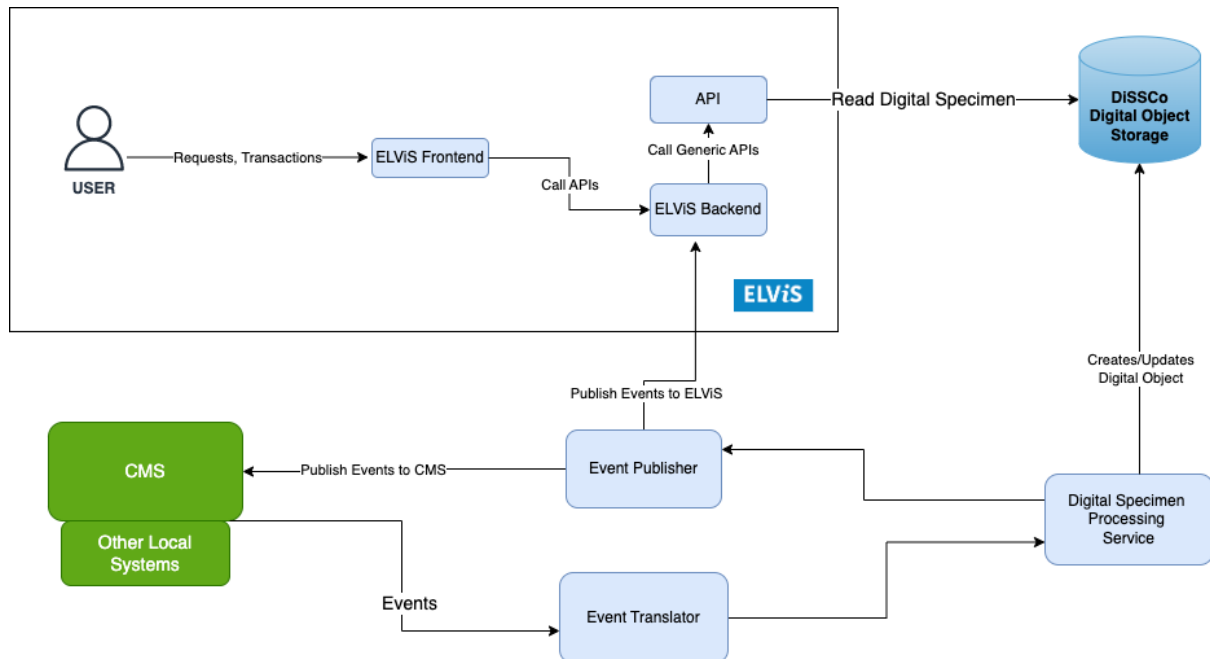 API
Read Digital Specimen
DiSSCo
Digital Object
Storage
Call Generic APIs
Requests, Transactions
ELViS Frontend
USER
Call APIs
ELViS Backend
ELViS
Creates/Updates
Digital Object
Publish Events to ELViS
CMS
Publish Events to CMS
Event Publisher
Digital Specimen
Processing
Service
Other Local
Systems
Events
Event Translator